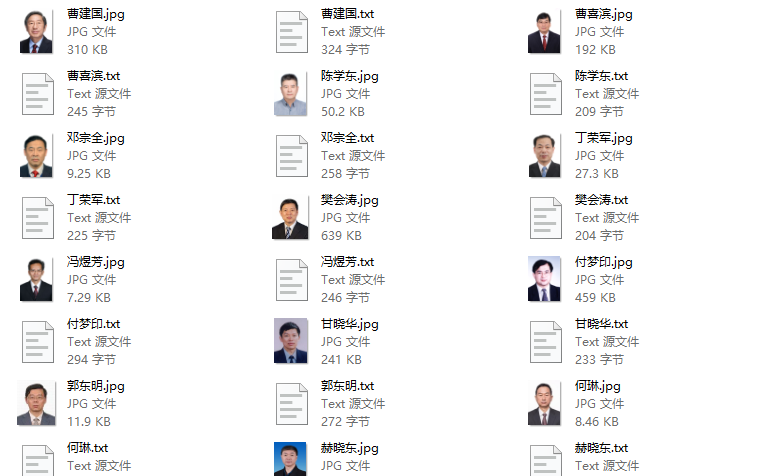 曹建国.jpg
JPG 文件
310 KB
曹建国.txt
Text 源文件
324 字节
曹喜滨.jpg
JPG 文件
192 KB
曹喜滨.txt
Text 源文件
245 字节
陈学东.jpg
JPG 文件
50.2 KB
陈学东.txt
Text 源文件
209 字节
邓宗全.jpg
JPG 文件
9.25 KB
邓宗全.txt
Text 源文件
258 字节
丁荣军.jpg
JPG 文件
27.3 KB
丁荣军.txt
Text 源文件
225 字节
樊会涛.jpg
JPG 文件
639 KB
樊会涛.txt
Text 源文件
204 字节
冯煜芳.jpg
JPG 文件
7.29 KB
冯煜芳.txt
Text 源文件
246 字节
付梦印.jpg
JPG 文件
459 KB
付梦印.txt
Text 源文件
294 字节
甘晓华.jpg
JPG 文件
241 KB
甘晓华.txt
Text 源文件
233 字节
郭东明.jpg
JPG 文件
11.9 KB
郭东明.txt
Text 源文件
272 字节
何琳.jpg
JPG 文件
8.46 KB
何琳.txt
Text 源文件
赫晓东.jpg
JPG 文件
赫晓东.txt
Text 源文件